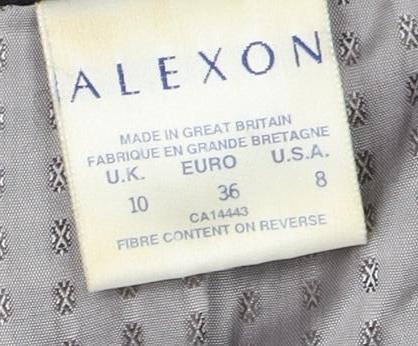 ALEXON
MADE IN GREAT BRITAIN
FABRIQUE EN GRANDE BRETAGNE
U.K. EURO U.S.A.
10 36 8
CA14443
FIBRE CONTENT ON REVERSE